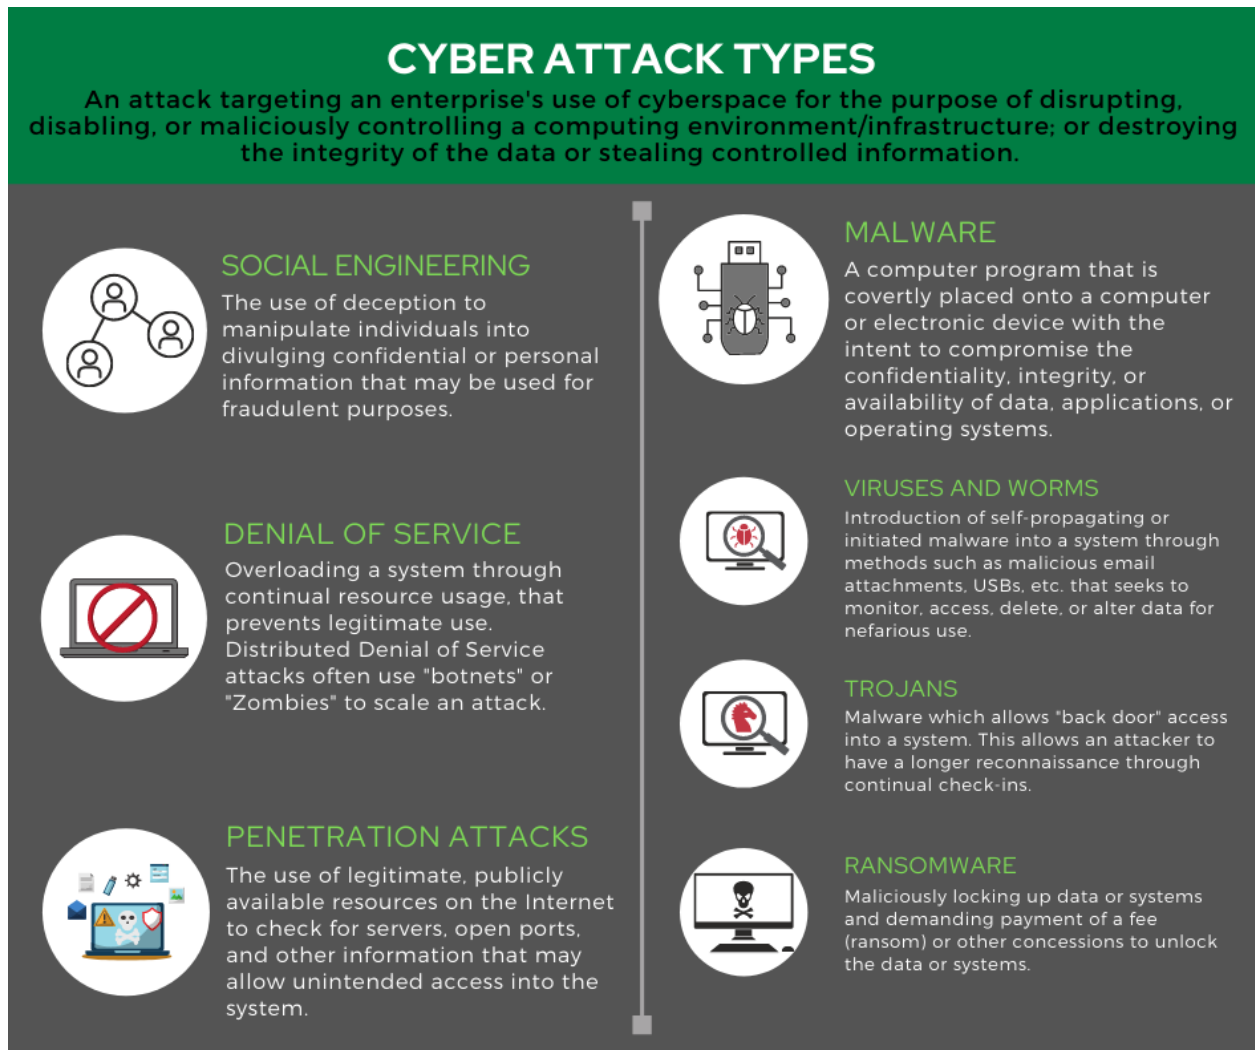 CYBER ATTACK TYPES
An attack targeting an enterprise's use of cyberspace for the purpose of disrupting,
disabling, or maliciously controlling a computing environment/infrastructure; or destroying
the integrity of the data or stealing controlled information.
SOCIAL ENGINEERING
The use of deception to
manipulate individuals into
divulging confidential or personal
information that may be used for
fraudulent purposes.
DENIAL OF SERVICE
Overloading a system through
continual resource usage, that
prevents legitimate use.
Distributed Denial of Service
attacks often use "botnets" or
"Zombies" to scale an attack.
PENETRATION ATTACKS
The use of legitimate, publicly
available resources on the Internet
to check for servers, open ports,
and other information that may
allow unintended access into the
system.
MALWARE
A computer program that is
covertly placed onto a computer
or electronic device with the
intent to compromise the
confidentiality, integrity, or
availability of data, applications, or
operating systems.
VIRUSES AND WORMS
Introduction of self-propagating or
initiated malware into a system through
methods such as malicious email
attachments, USBs, etc. that seeks to
monitor, access, delete, or alter data for
nefarious use.
TROJANS
Malware which allows "back door" access
into a system. This allows an attacker to
have a longer reconnaissance through
continual check-ins.
RANSOMWARE
Maliciously locking up data or systems
and demanding payment of a fee
(ransom) or other concessions to unlock
the data or systems.